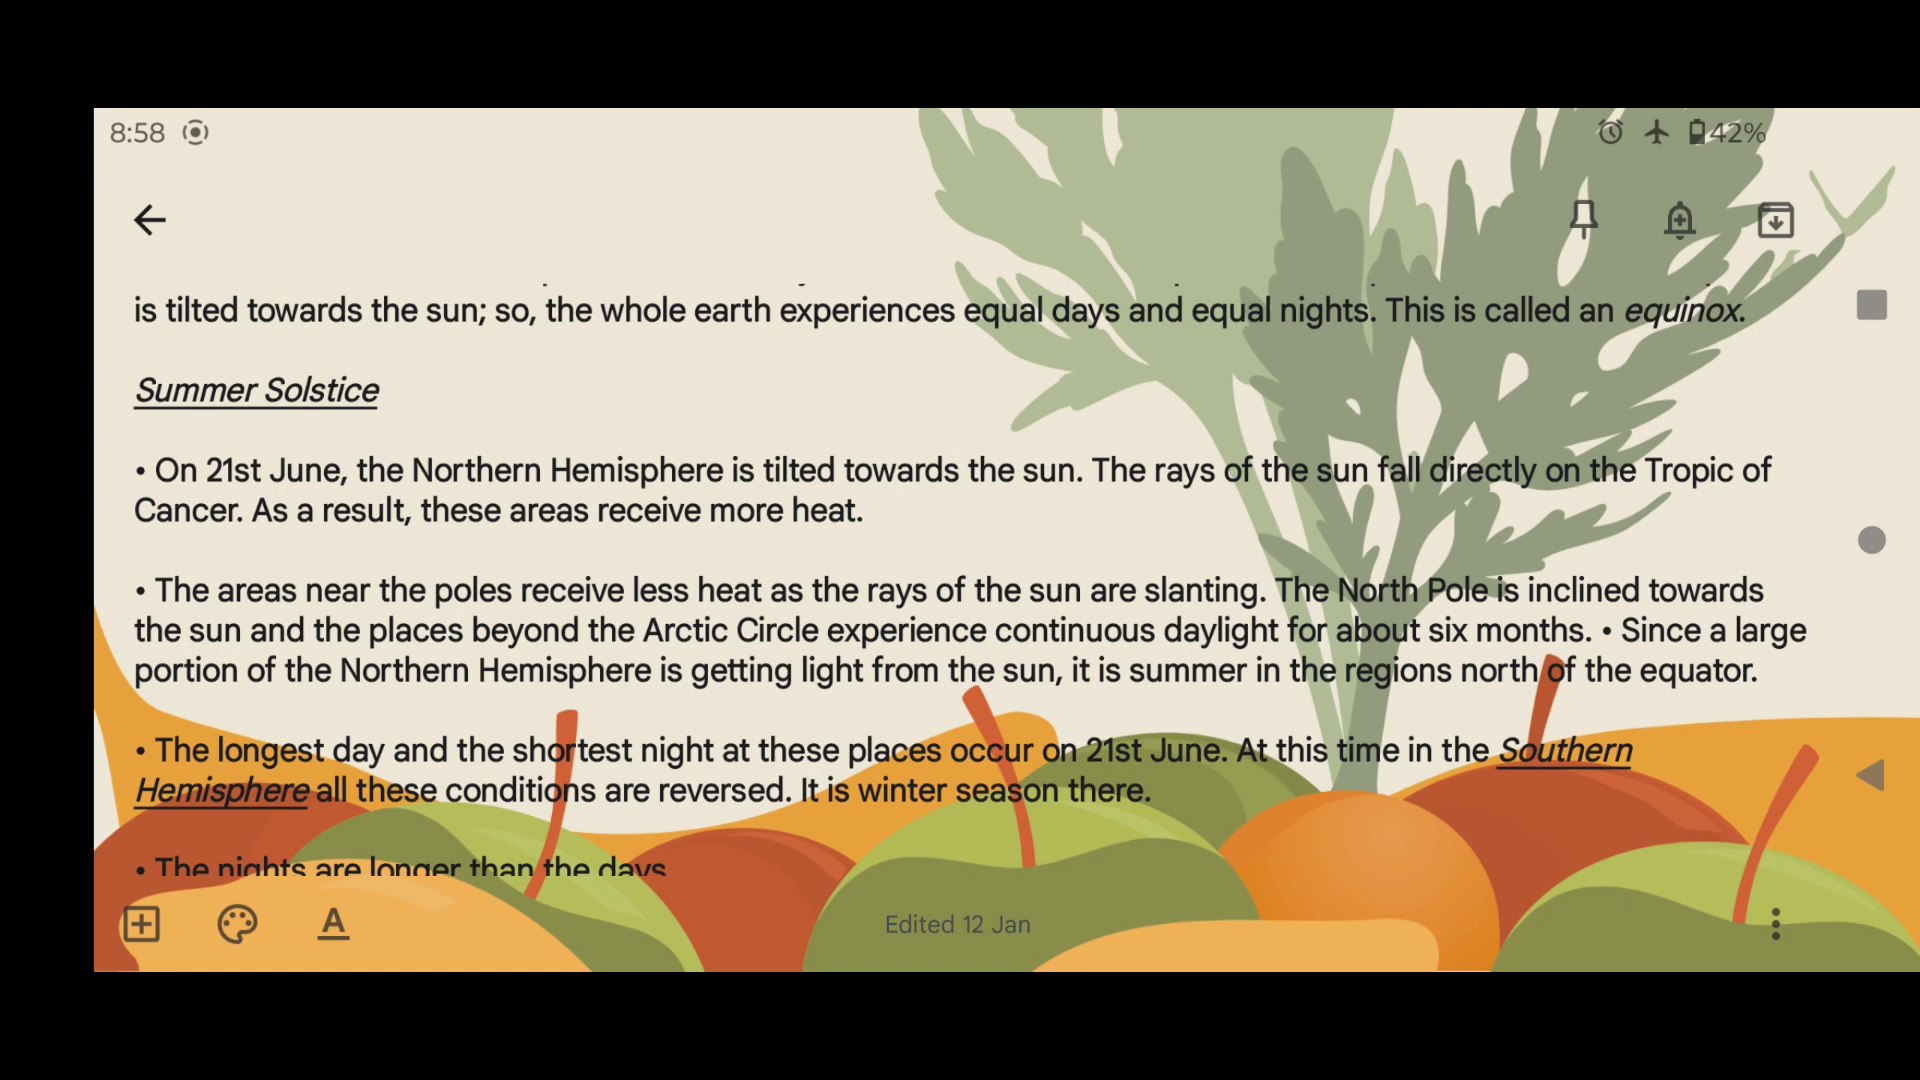 8:58
42%
is tilted towards the sun; so, the whole earth experiences equal days and equal nights. This is called an equinox.
Summer Solstice
• On 21st June, the Northern Hemisphere is tilted towards the sun. The rays of the sun fall directly on the Tropic of
Cancer. As a result, these areas receive more heat.
• The areas near the poles receive less heat as the rays of the sun are slanting. The North Pole is inclined towards
the sun and the places beyond the Arctic Circle experience continuous daylight for about six months. • Since a large
portion of the Northern Hemisphere is getting light from the sun, it is summer in the regions north of the equator.
• The longest day and the shortest night at these places occur on 21st June. At this time in the Southern
Hemisphere all these conditions are reversed. It is winter season there.
• The nights are longer than the days
A
Edited 12 Jan